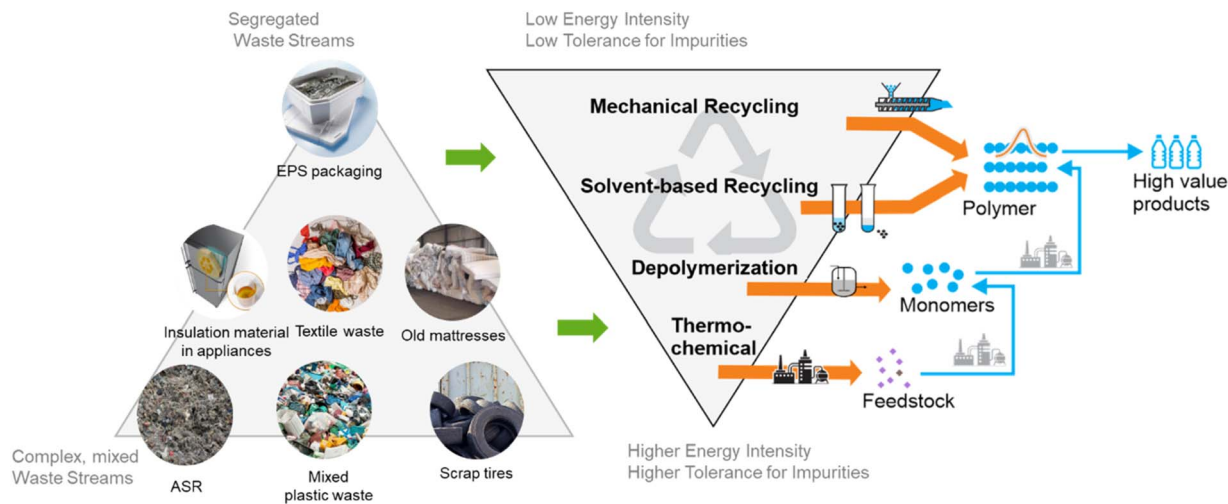 Segregated
Waste Streams
EPS packaging
Insulation material
in appliances
Textile waste
Old mattresses
Complex, mixed
Waste Streams
ASR
Mixed
plastic waste
Scrap tires
Low Energy Intensity
Low Tolerance for Impurities
Mechanical Recycling
Solvent-based Recycling
Depolymerization
Thermo-
chemical
Polymer
High value
products
Monomers
Feedstock
Higher Energy Intensity
Higher Tolerance for Impurities